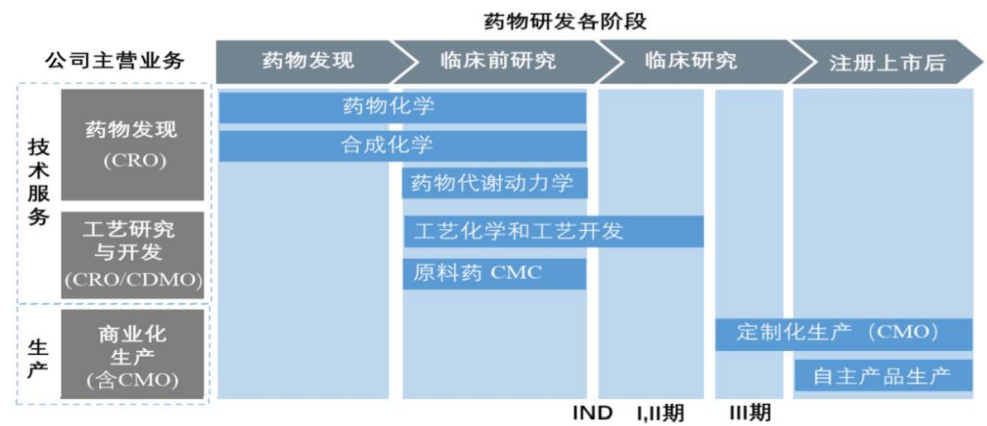 药物研发各阶段
公司主营业务
药物发现
临床前研究
临床研究
注册上市后
技术服务
药物发现
(CRO)
药物化学
合成化学
药物代谢动力学
工艺研究
与开发
(CRO/CDMO)
工艺化学和工艺开发
原料药 CMC
生产
商业化
生产
(含CMO)
定制化生产（CMO）
自主产品生产
IND
I,II期
III期